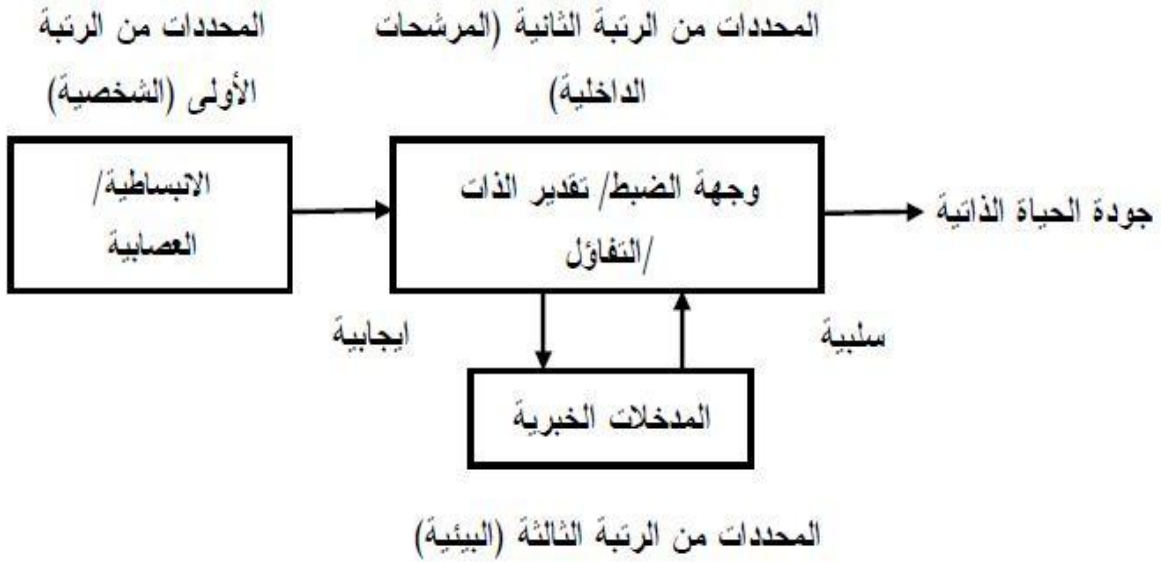 المحددات من الرتبة
الأولى (الشخصية)
المحددات من الرتبة الثانية (المرشحات
الداخلية)
الانبساطية/
العصابية
وجهة الضبط/ تقدير الذات
/التفاؤل
جودة الحياة الذاتية
ايجابية
سلبية
المدخلات الخبرية
المحددات من الرتبة الثالثة (البيئية)